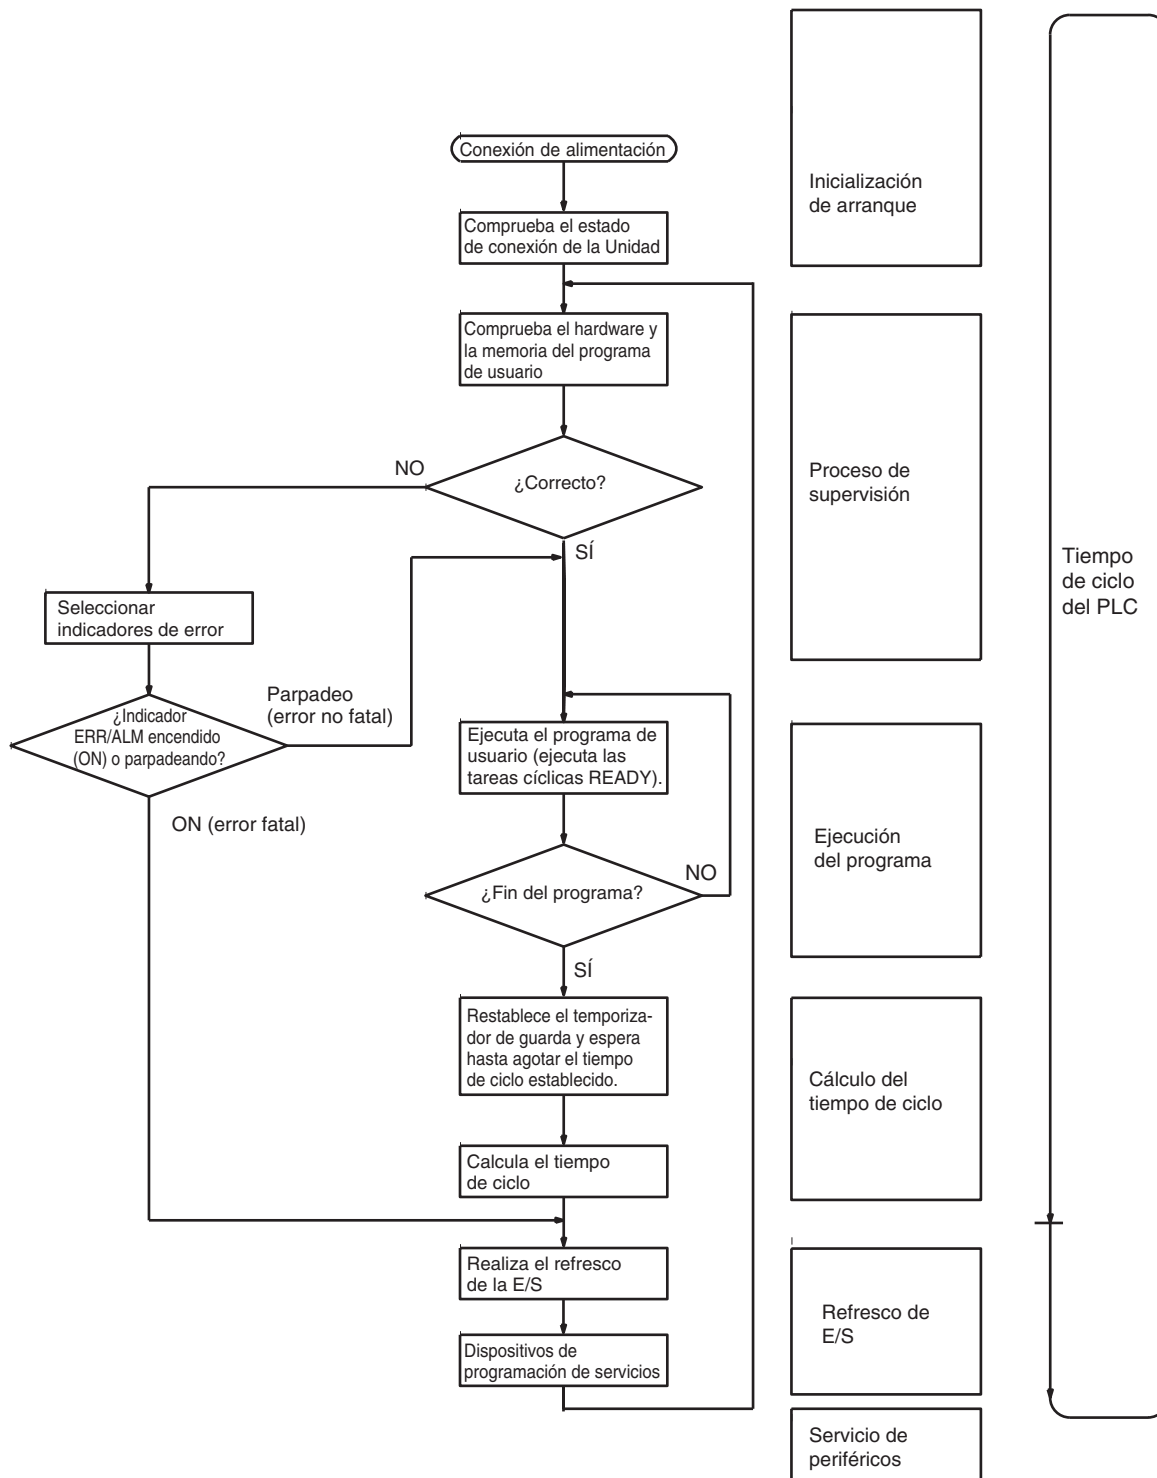 Conexión de alimentación
Comprueba el estado
de conexión de la Unidad
Comprueba el hardware y
la memoria del programa
de usuario
¿Correcto?
NO
SÍ
Seleccionar
indicadores de error
¿Indicador
ERR/ALM encendido
(ON) o parpadeando?
Parpadeo
(error no fatal)
ON (error fatal)
Ejecuta el programa de
usuario (ejecuta las
tareas cíclicas READY).
¿Fin del programa?
NO
SÍ
Restablece el temporiza-
dor de guarda y espera
hasta agotar el tiempo
de ciclo establecido.
Calcula el tiempo
de ciclo
Realiza el refresco
de la E/S
Dispositivos de
programación de servicios
Inicialización
de arranque
Proceso de
supervisión
Ejecución
del programa
Cálculo del
tiempo de ciclo
Refresco de
E/S
Servicio de
periféricos
Tiempo
de ciclo
del PLC